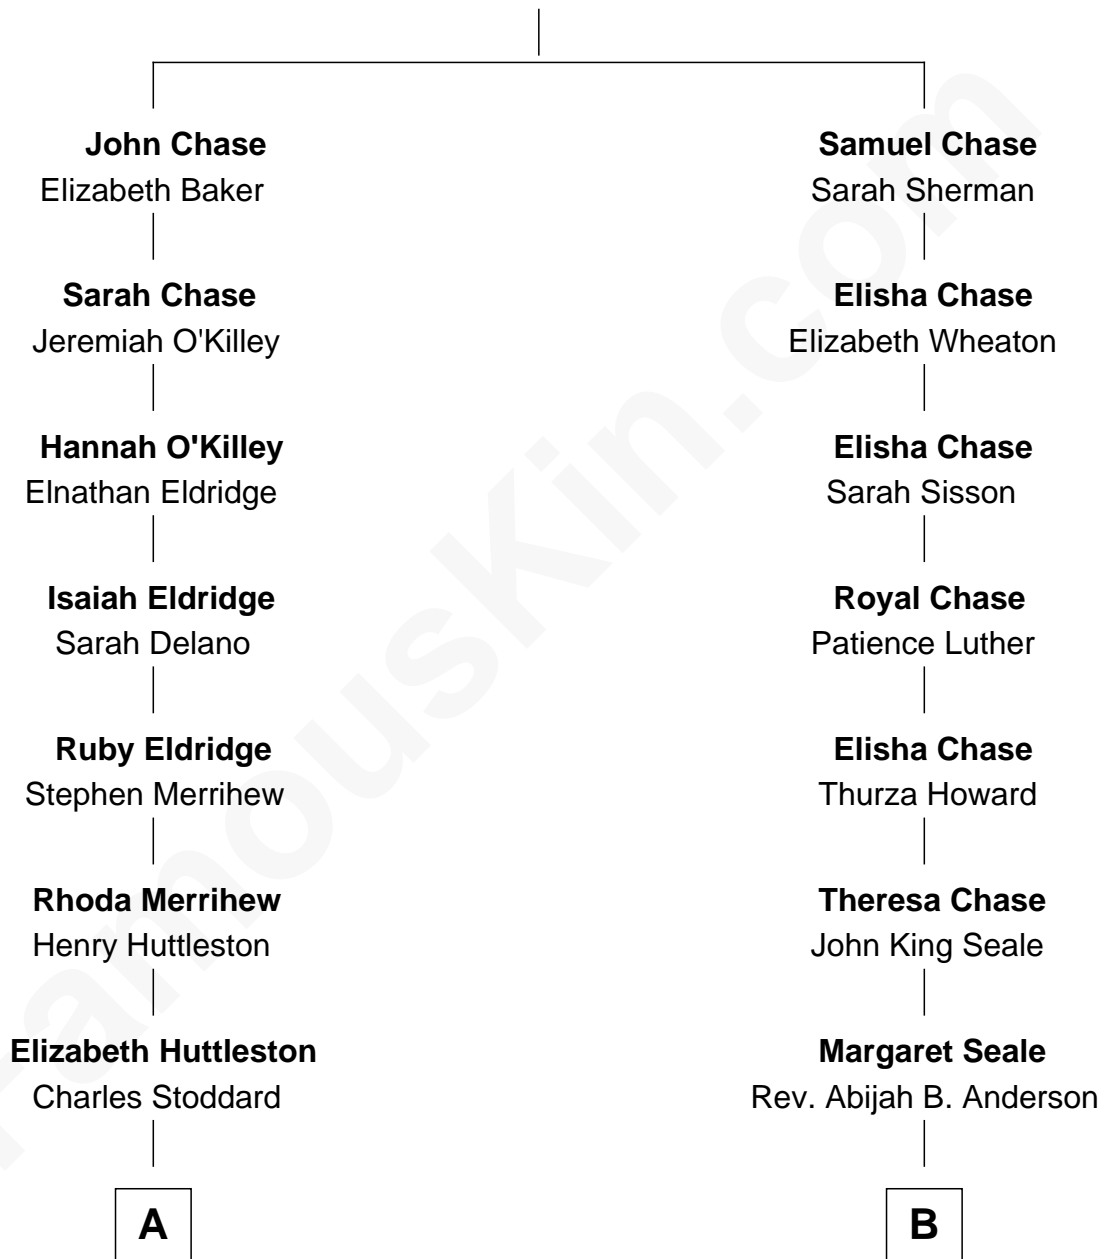 John Chase
Elizabeth Baker
Sarah Chase
Jeremiah O'Killey
Hannah O'Killey
Elnathan Eldridge
Isaiah Eldridge
Sarah Delano
Ruby Eldridge
Stephen Merrihew
Rhoda Merrihew
Henry Huttleston
Elizabeth Huttleston
Charles Stoddard
A
Samuel Chase
Sarah Sherman
Elisha Chase
Elizabeth Wheaton
Elisha Chase
Sarah Sisson
Royal Chase
Patience Luther
Elisha Chase
Thurza Howard
Theresa Chase
John King Seale
Margaret Seale
Rev. Abijah B. Anderson
B
FamousKin.com